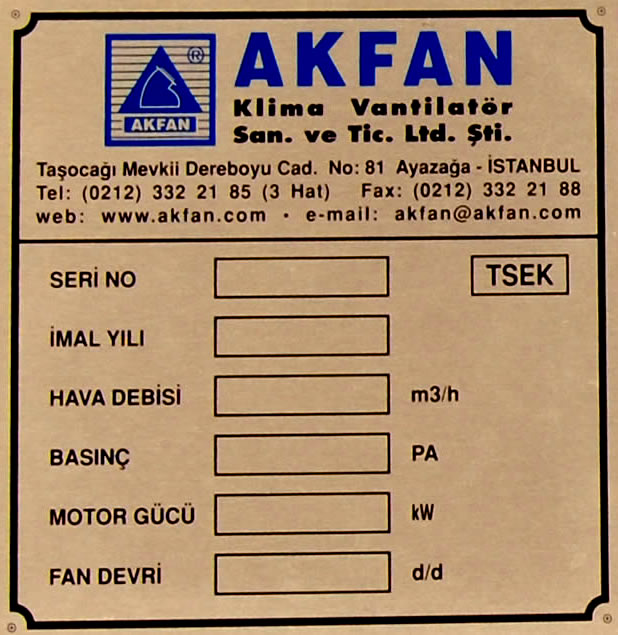 AKFAN ®
AKFAN
Klima Vantilatör
San. ve Tic. Ltd. Şti.
Taşocağı Mevkii Dereboyu Cad. No: 81 Ayazağa - İSTANBUL
Tel: (0212) 332 21 85 (3 Hat) Fax: (0212) 332 21 88
web: www.akfan.com • e-mail: akfan@akfan.com
SERİ NO TSEK
İMAL YILI
HAVA DEBİSİ m3/h
BASINÇ PA
MOTOR GÜCÜ kW
FAN DEVRİ d/d